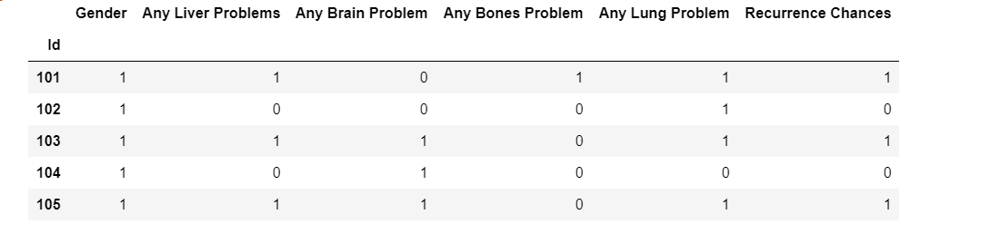 Gender Any Liver Problems Any Brain Problem Any Bones Problem Any Lung Problem Recurrence Chances
Id
101 1 1 0 1 1 1
102 1 0 0 0 1 0
103 1 1 1 0 1 1
104 1 0 1 0 0 0
105 1 1 1 0 1 1